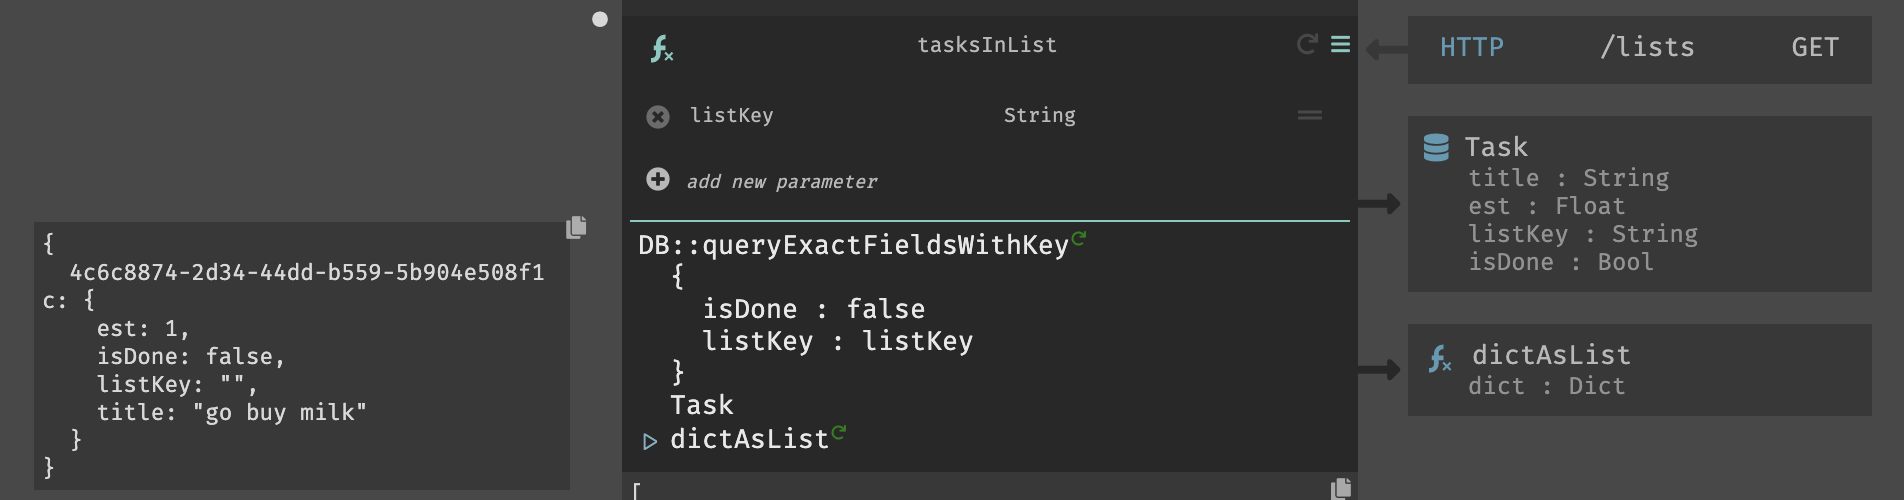 {
4c6c8874-2d34-44dd-b559-5b904e508f1
c: {
est: 1,
isDone: false,
listKey: "",
title: "go buy milk"
}
}
tasksInList
listKey String
add new parameter
DB::queryExactFieldsWithKey
{
isDone : false
listKey : listKey
}
Task
dictAsList
[
HTTP /lists GET
Task
title : String
est : Float
listKey : String
isDone : Bool
dictAsList
dict : Dict